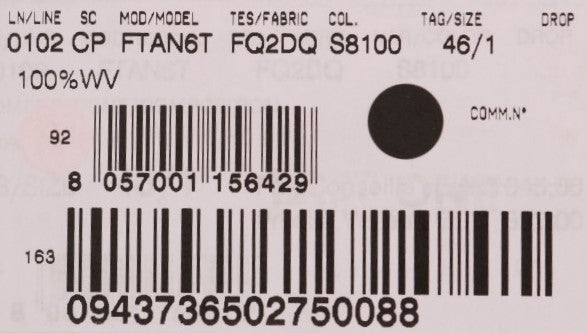 LN/LINE SC MOD/MODEL TES/FABRIC COL. TAG/SIZE DROP
0102 CP FTAN6T FQ2DQ S8100 46/1
100%WV
COMM.N°
92
8 057001 156429
163
0943736502750088